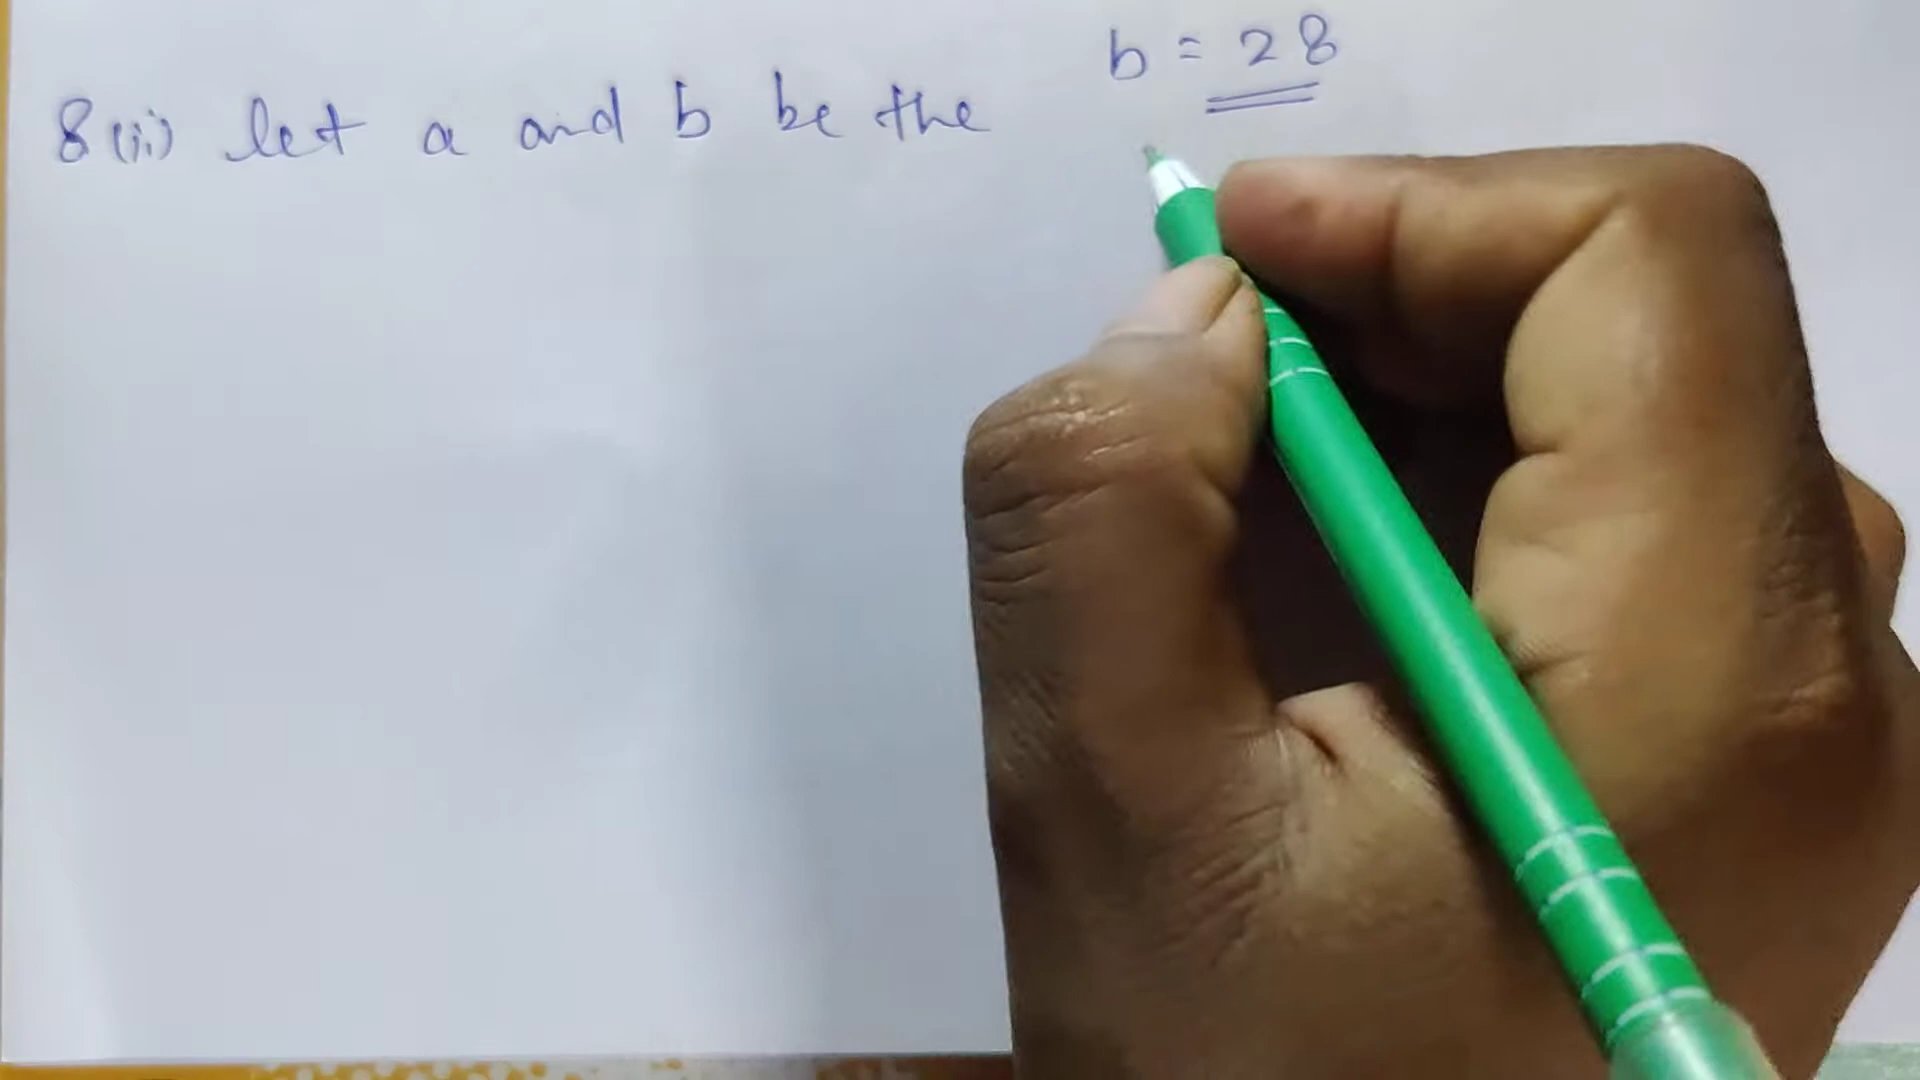 b = 28
8(ii) let a and b be the